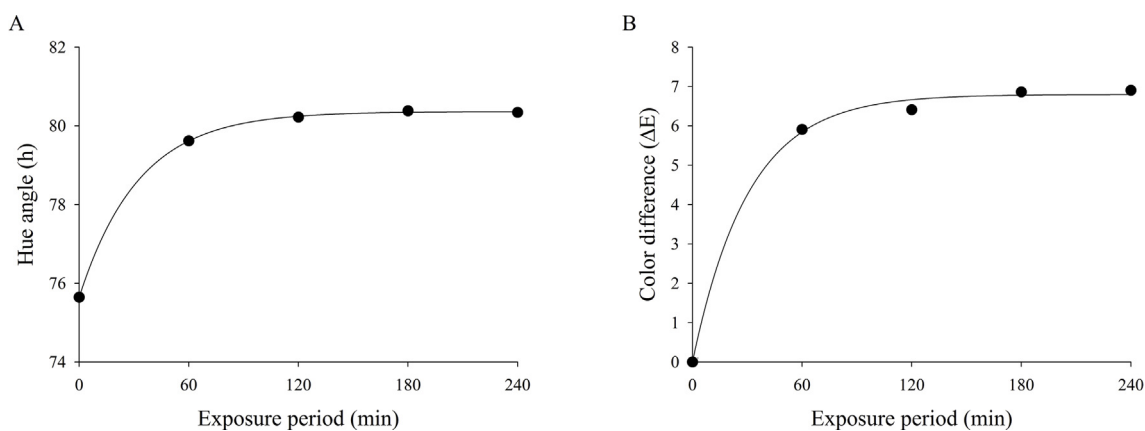 A
82
80
78
76
74
Hue angle (h)
0 60 120 180 240
Exposure period (min)
B
8
7
6
5
4
3
2
1
0
Color difference (ΔE)
0 60 120 180 240
Exposure period (min)